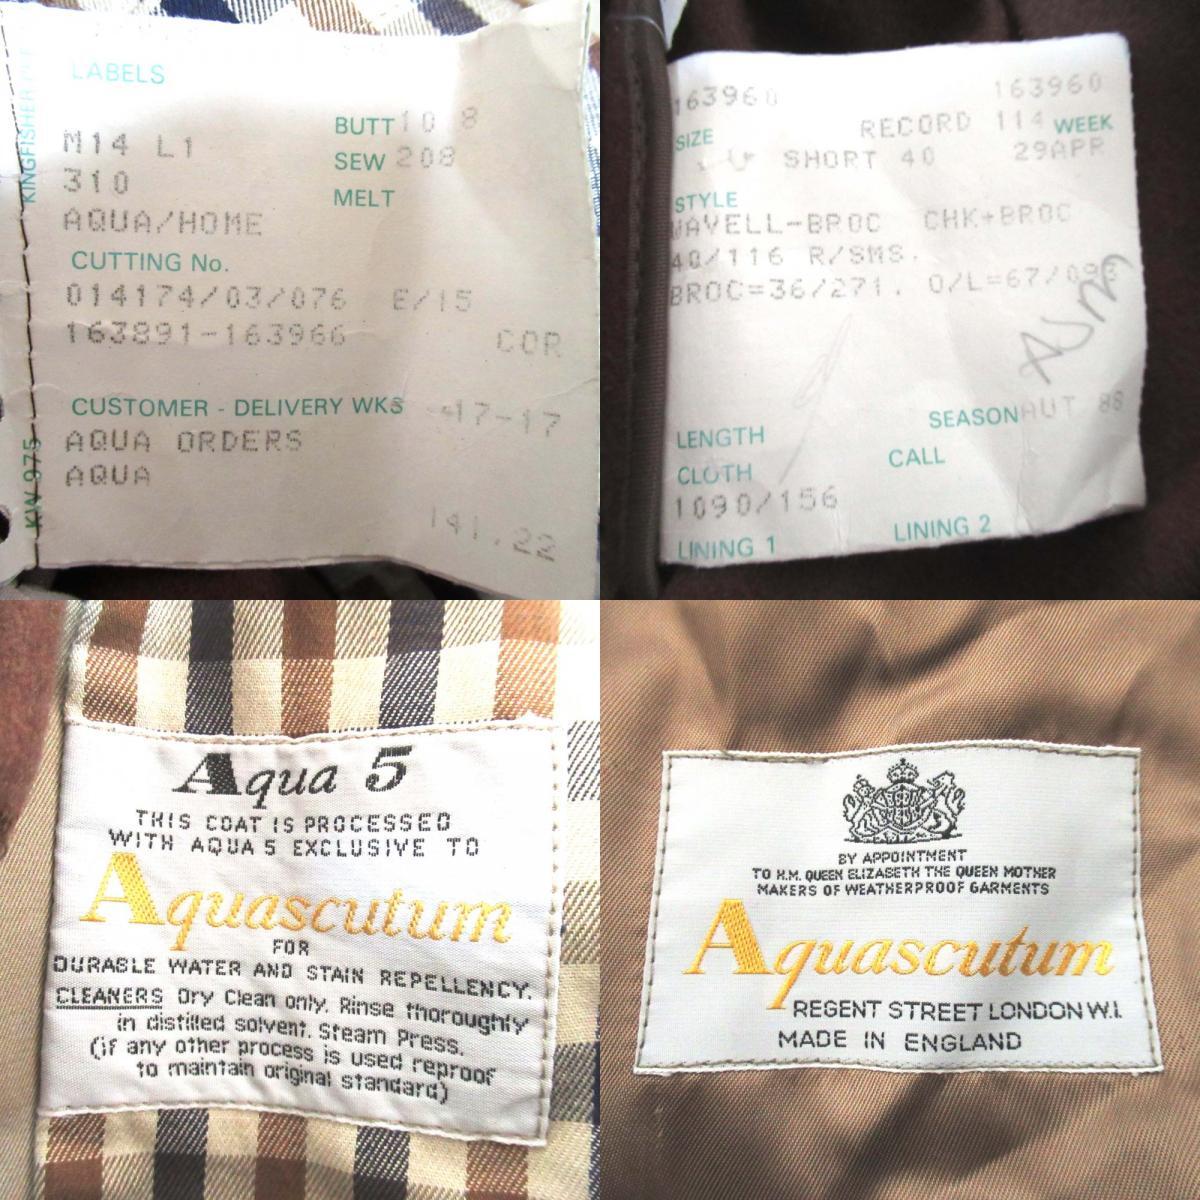 LABELS
BUTT 10 8
M14 L1
SEW 208
310
MELT
AQUA/HOME
CUTTING No.
014174/03/076 E/15
163891-163966
COR
CUSTOMER - DELIVERY WKS 17-17
AQUA ORDERS
AQUA
141.22
KW 975
KINGFISHER
163960 163960
SIZE RECORD 114 WEEK
SHORT 40 29APR
STYLE
WAVELL-BROC CHK+BROC
40/116 R/SMS.
BROC=36/271. O/L=67/
SEASON AUT 88
LENGTH
CALL
CLOTH
1090/156
LINING 1 LINING 2
Aqua 5
THIS COAT IS PROCESSED
WITH AQUA 5 EXCLUSIVE TO
Aquascutum
FOR
DURABLE WATER AND STAIN REPELLENCY.
CLEANERS Dry Clean only. Rinse thoroughly
in distilled solvent. Steam Press.
(if any other process is used reproof
to maintain original standard)
BY APPOINTMENT
TO H.M. QUEEN ELIZABETH THE QUEEN MOTHER
MAKERS OF WEATHERPROOF GARMENTS
Aquascutum
REGENT STREET LONDON W.I.
MADE IN ENGLAND